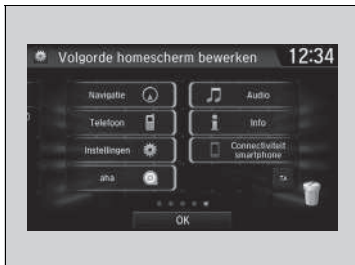 Volgorde homescherm bewerken 12:34
Navigatie
Audio
Telefoon
Info
Instellingen
Connectiviteit
smartphone
aha
OK